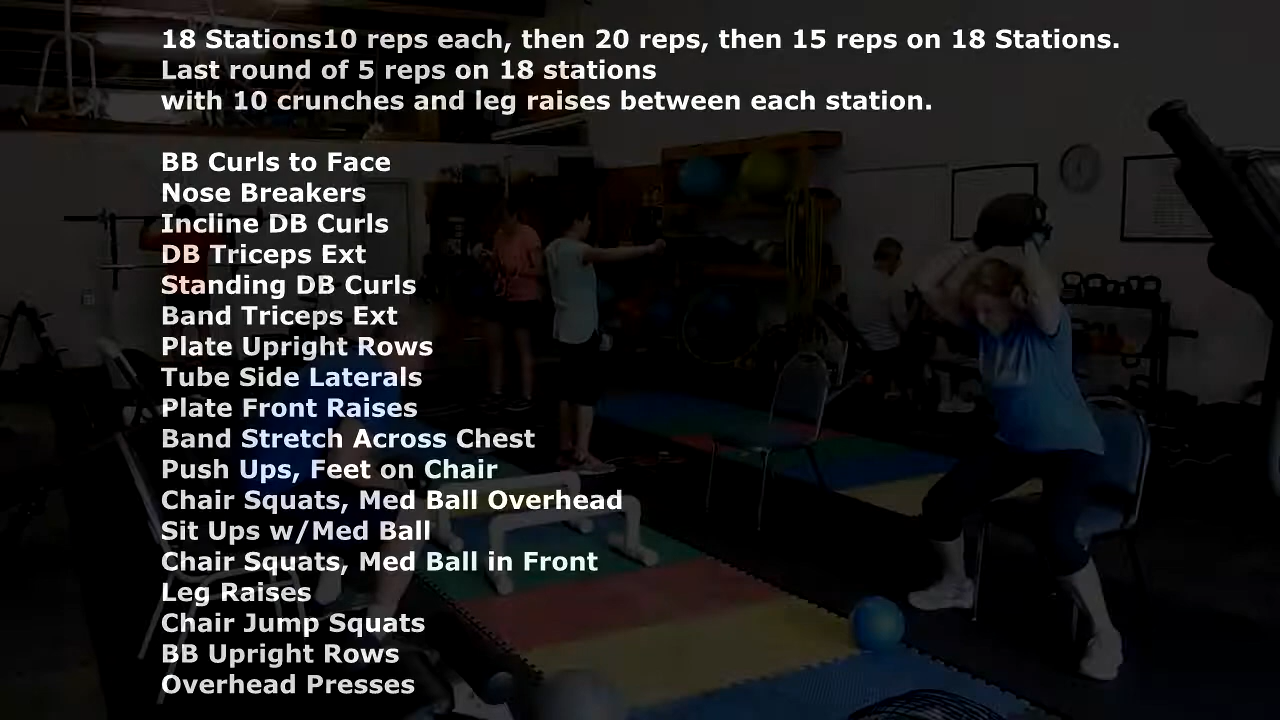 18 Stations10 reps each, then 20 reps, then 15 reps on 18 Stations.
Last round of 5 reps on 18 stations
with 10 crunches and leg raises between each station.
BB Curls to Face
Nose Breakers
Incline DB Curls
DB Triceps Ext
Standing DB Curls
Band Triceps Ext
Plate Upright Rows
Tube Side Laterals
Plate Front Raises
Band Stretch Across Chest
Push Ups, Feet on Chair
Chair Squats, Med Ball Overhead
Sit Ups w/Med Ball
Chair Squats, Med Ball in Front
Leg Raises
Chair Jump Squats
BB Upright Rows
Overhead Presses